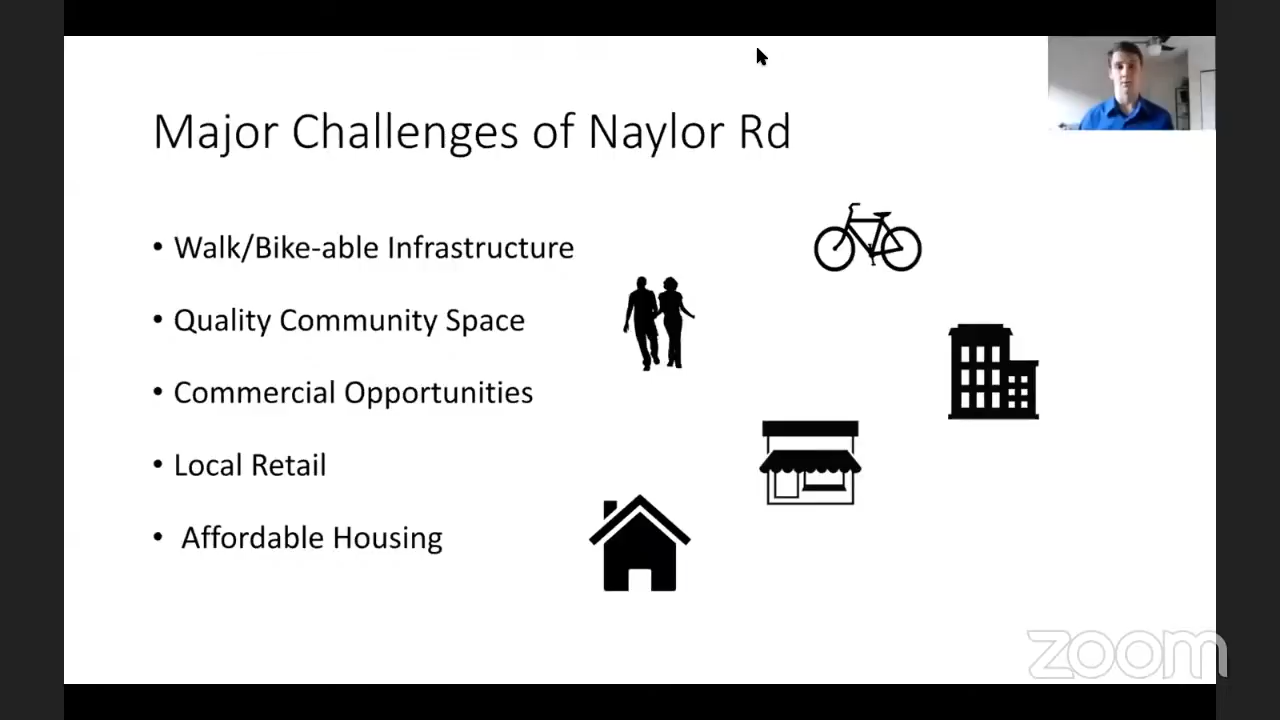 Major Challenges of Naylor Rd
• Walk/Bike-able Infrastructure
• Quality Community Space
• Commercial Opportunities
• Local Retail
• Affordable Housing
zoom